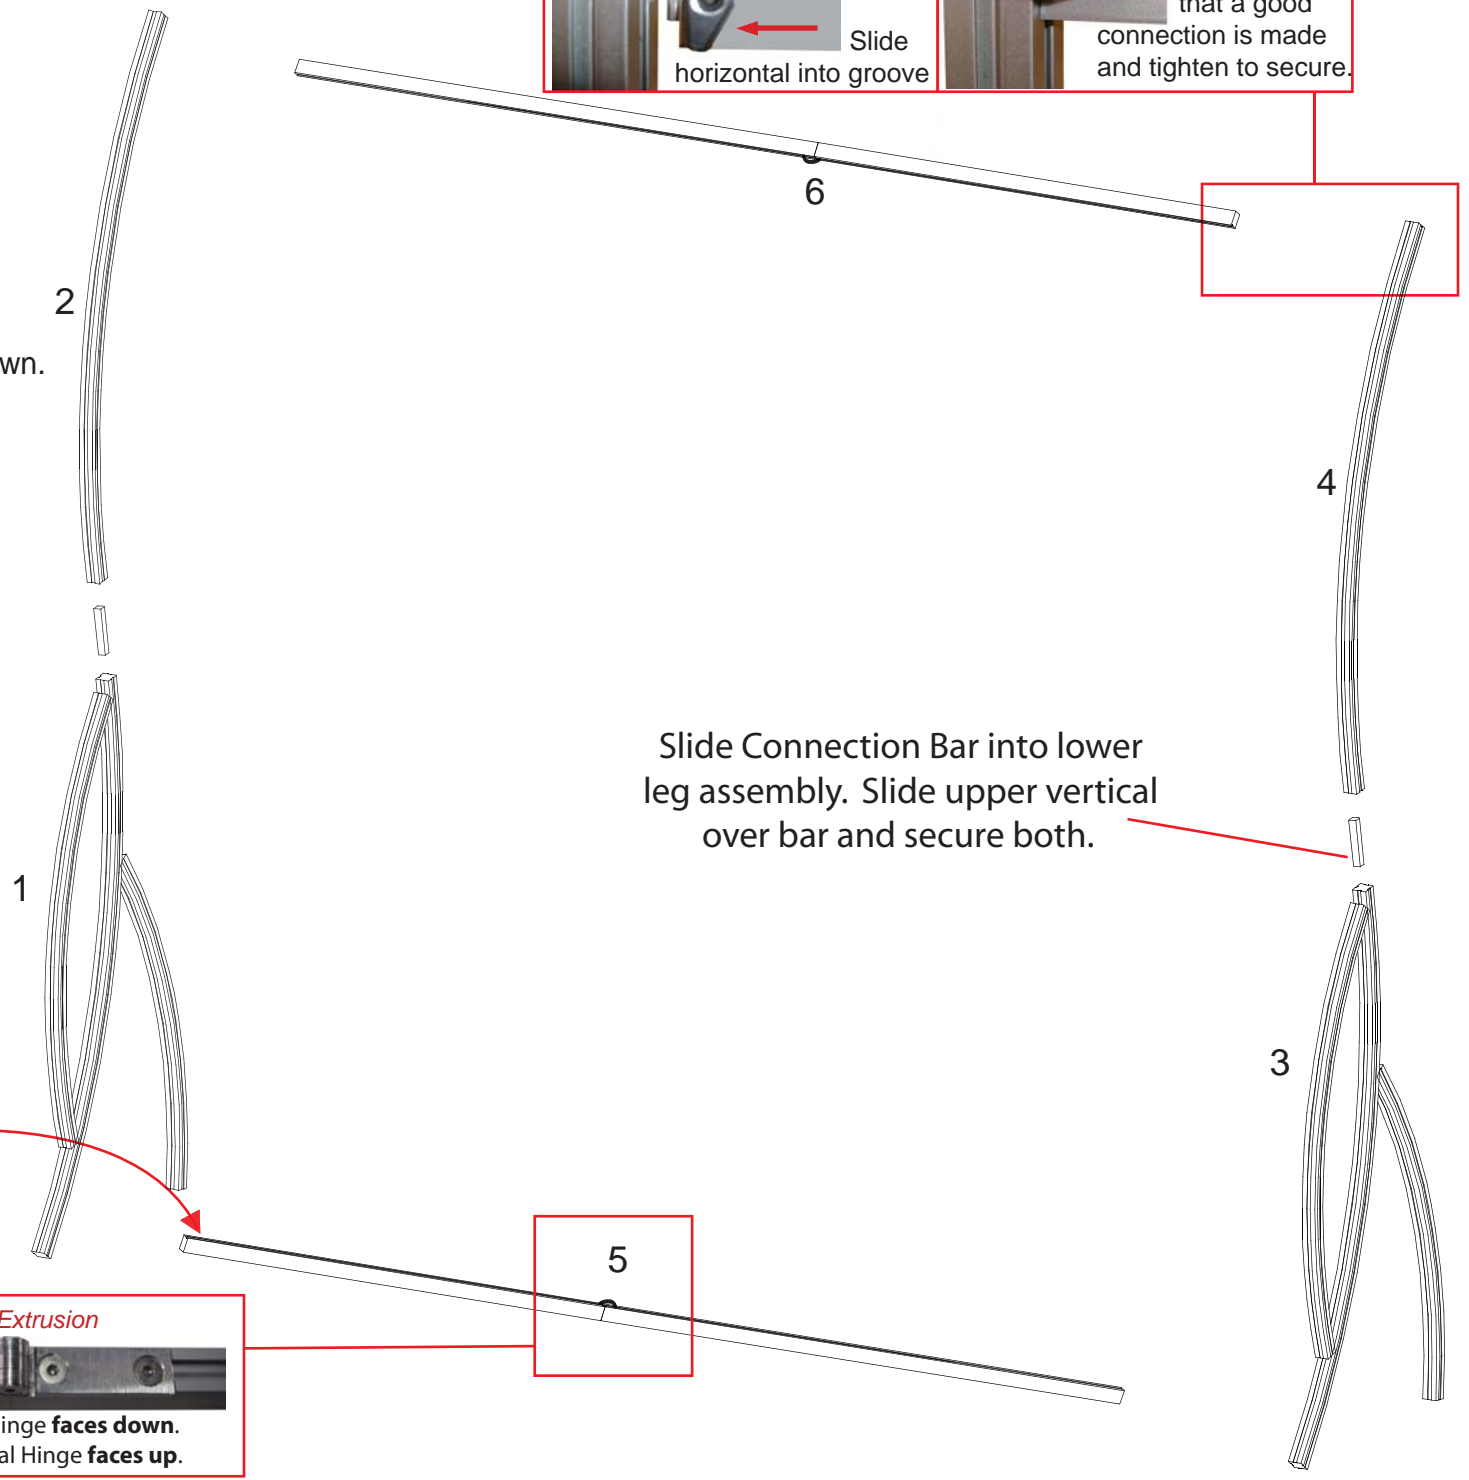 that a good
connection is made
and tighten to secure.
Slide
horizontal into groove
6
2
wn.
4
Slide Connection Bar into lower
leg assembly. Slide upper vertical
over bar and secure both.
1
3
5
Extrusion
inge faces down.
al Hinge faces up.